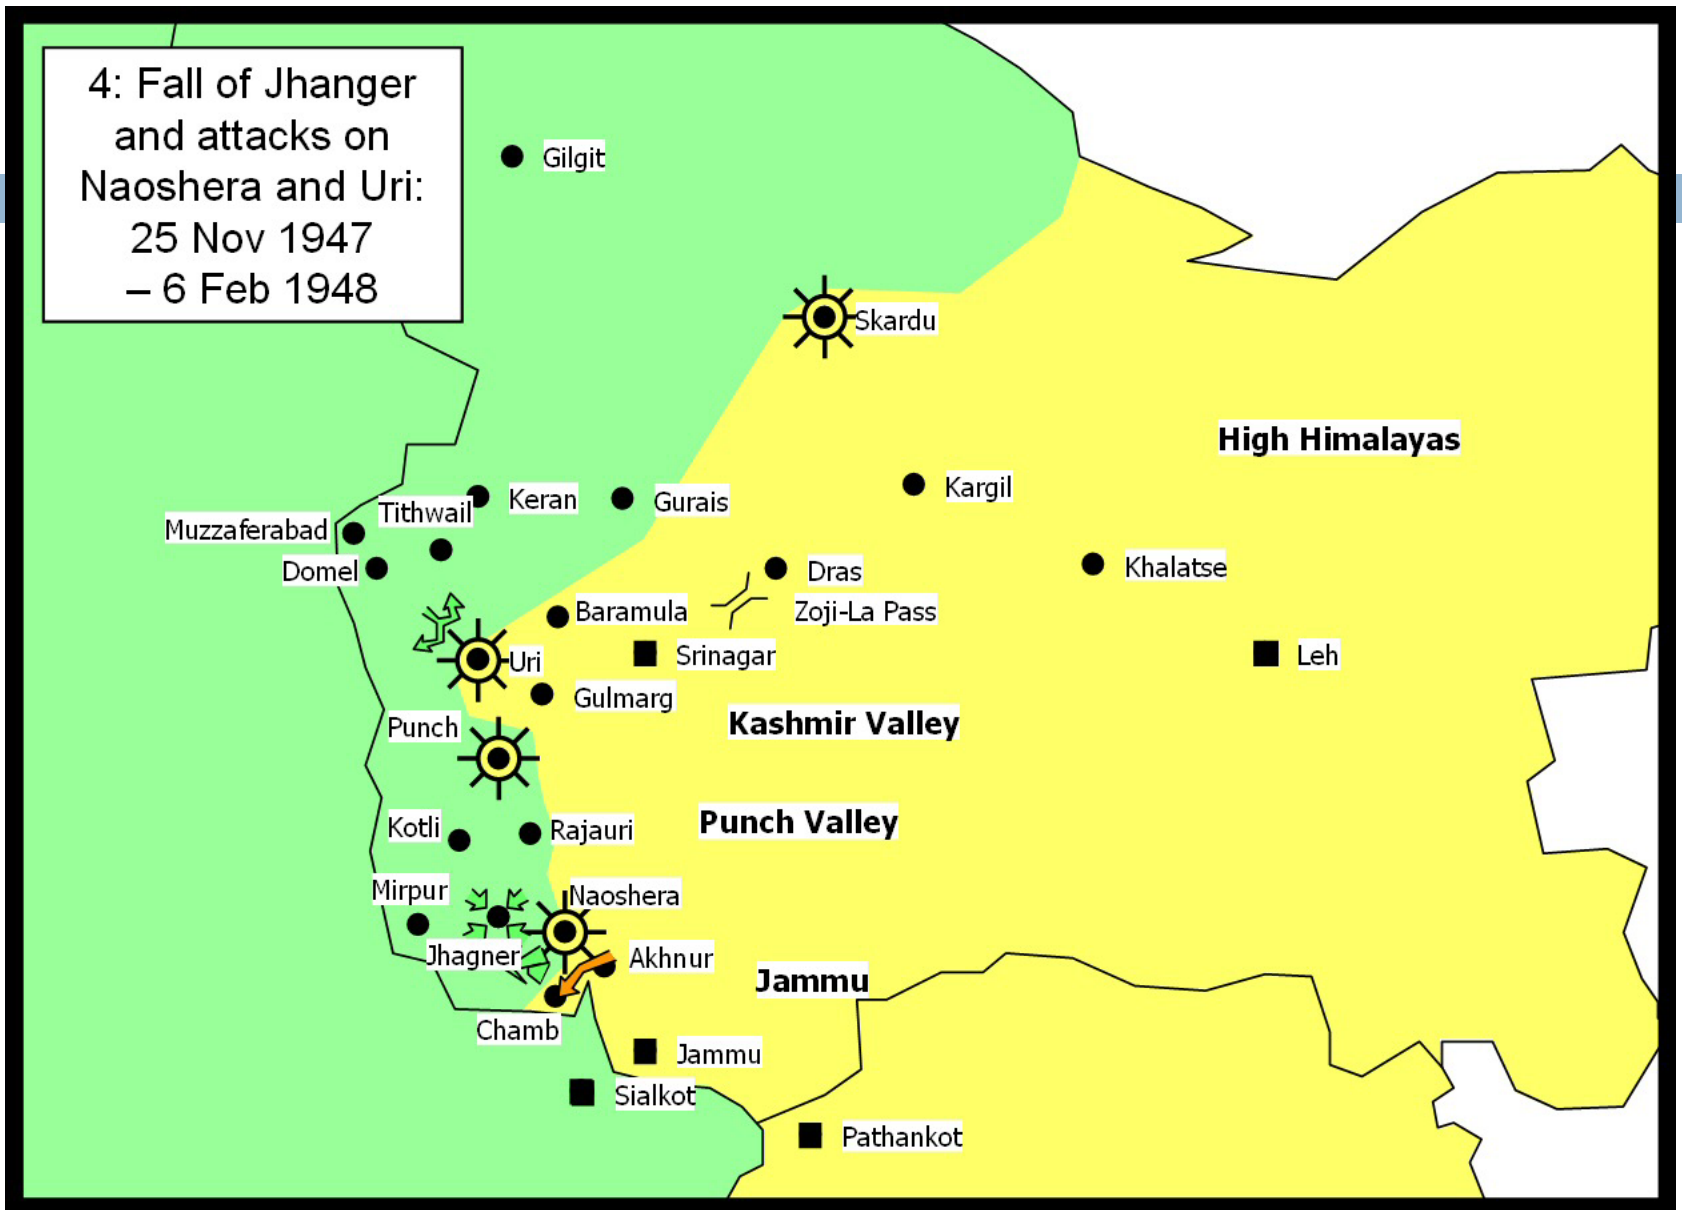 4: Fall of Jhanger
and attacks on
Naoshera and Uri:
25 Nov 1947
– 6 Feb 1948
Gilgit
Skardu
High Himalayas
Kargil
Keran
Gurais
Tithwail
Muzzaferabad
Domel
Dras
Khalatse
Baramula
Zoji-La Pass
Uri
Srinagar
Leh
Gulmarg
Punch
Kashmir Valley
Punch Valley
Kotli
Rajauri
Mirpur
Naoshera
Jhagner
Akhnur
Jammu
Chamb
Jammu
Sialkot
Pathankot